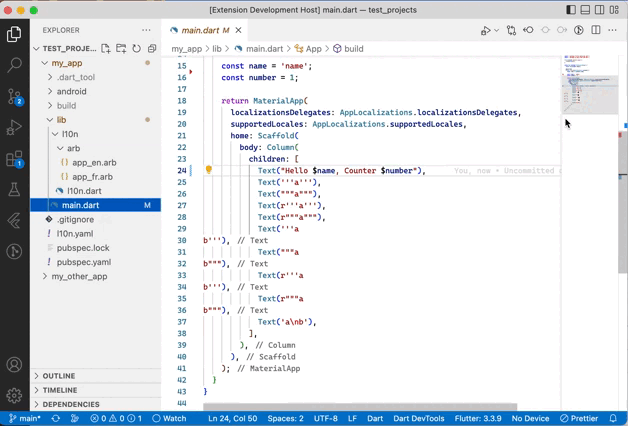 [Extension Development Host] main.dart — test_projects
EXPLORER
TEST_PROJE...
my_app
.dart_tool
android
build
lib
l10n
arb
app_en.arb
app_fr.arb
l10n.dart
main.dart M
.gitignore
l10n.yaml
pubspec.lock
pubspec.yaml
my_other_app
OUTLINE
TIMELINE
DEPENDENCIES
2
1
main.dart M
my_app > lib > main.dart > App > build
15 const name = 'name';
16 const number = 1;
17
18 return MaterialApp(
19 localizationsDelegates: AppLocalizations.localizationsDelegates,
20 supportedLocales: AppLocalizations.supportedLocales,
21 home: Scaffold(
22 body: Column(
23 children: [
24 Text("Hello $name, Counter $number"), You, now • Uncommitted
25 Text('''a'''),
26 Text("""a"""),
27 Text(r'''a'''),
28 Text(r"""a"""),
29 Text('''a
30 b'''), // Text
31 Text("""a
32 b"""), // Text
33 Text(r'''a
34 b'''), // Text
35 Text(r"""a
36 b"""), // Text
37 Text('a\nb'),
38 ],
39 ), // Column
40 ), // Scaffold
41 ); // MaterialApp
42 }
43 }
44
main* 0 0 1 Watch Ln 24, Col 50 Spaces: 2 UTF-8 LF Dart Dart DevTools Flutter: 3.3.9 No Device Prettier